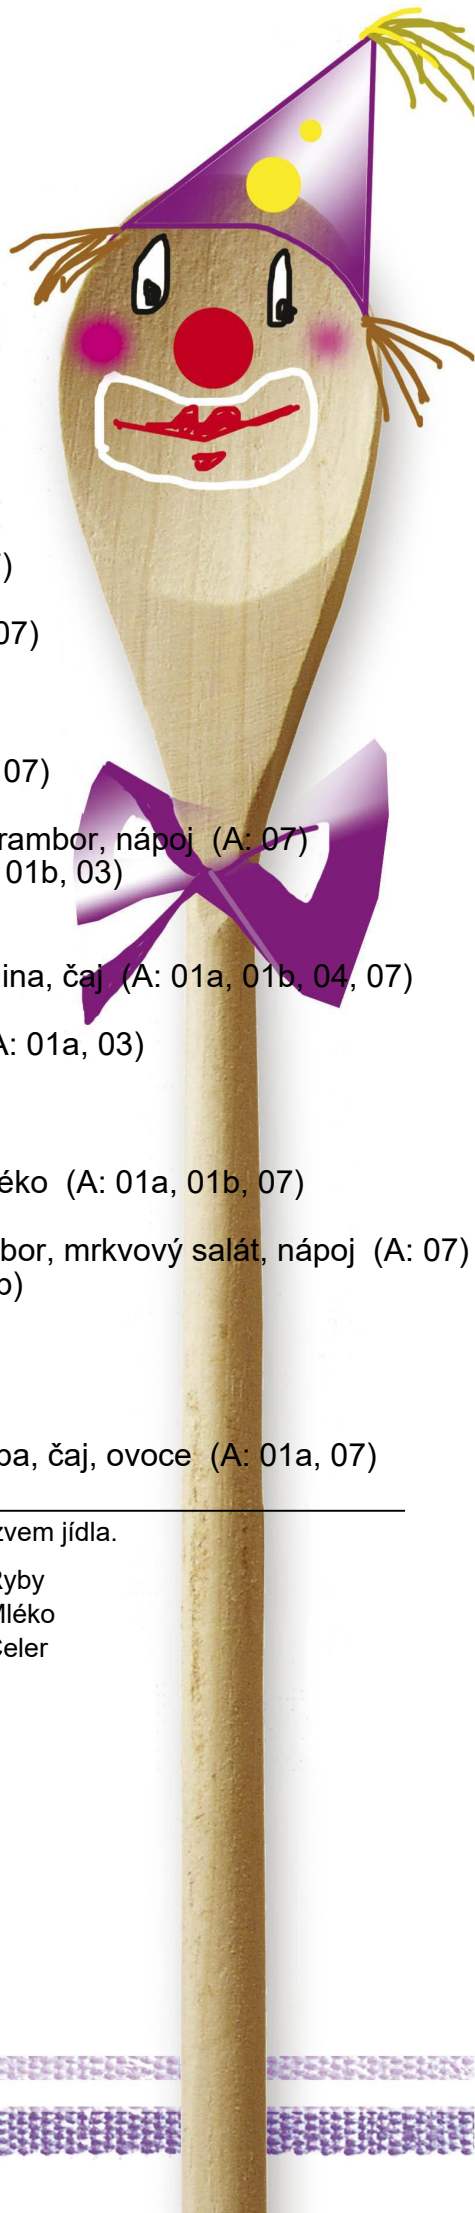 )
07)
07)
rambor, nápoj (A: 07)
01b, 03)
ina, čaj (A: 01a, 01b, 04, 07)
A: 01a, 03)
éko (A: 01a, 01b, 07)
bor, mrkvový salát, nápoj (A: 07)
b)
ba, čaj, ovoce (A: 01a, 07)
zvem jídla.
Ryby
Mléko
Celer